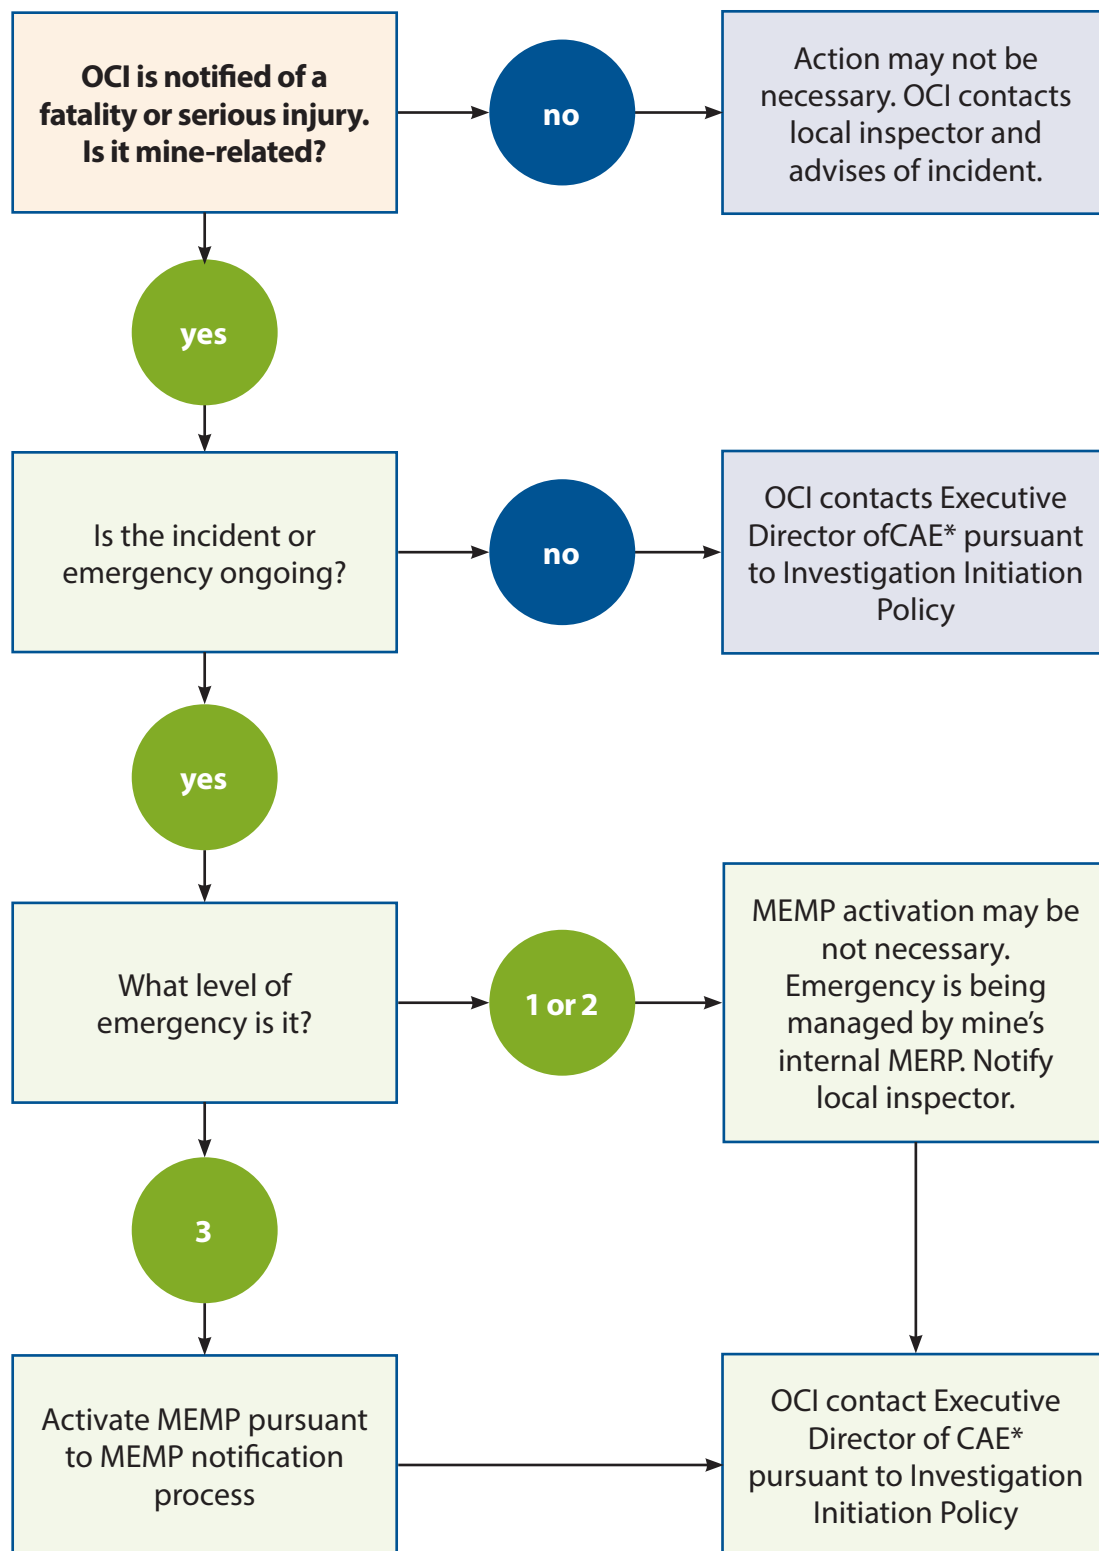 OCI is notified of a
fatality or serious injury.
Is it mine-related?
no
Action may not be
necessary. OCI contacts
local inspector and
advises of incident.
yes
Is the incident or
emergency ongoing?
no
OCI contacts Executive
Director ofCAE* pursuant
to Investigation Initiation
Policy
yes
What level of
emergency is it?
1 or 2
MEMP activation may be
not necessary.
Emergency is being
managed by mine’s
internal MERP. Notify
local inspector.
3
Activate MEMP pursuant
to MEMP notification
process
OCI contact Executive
Director of CAE*
pursuant to Investigation
Initiation Policy